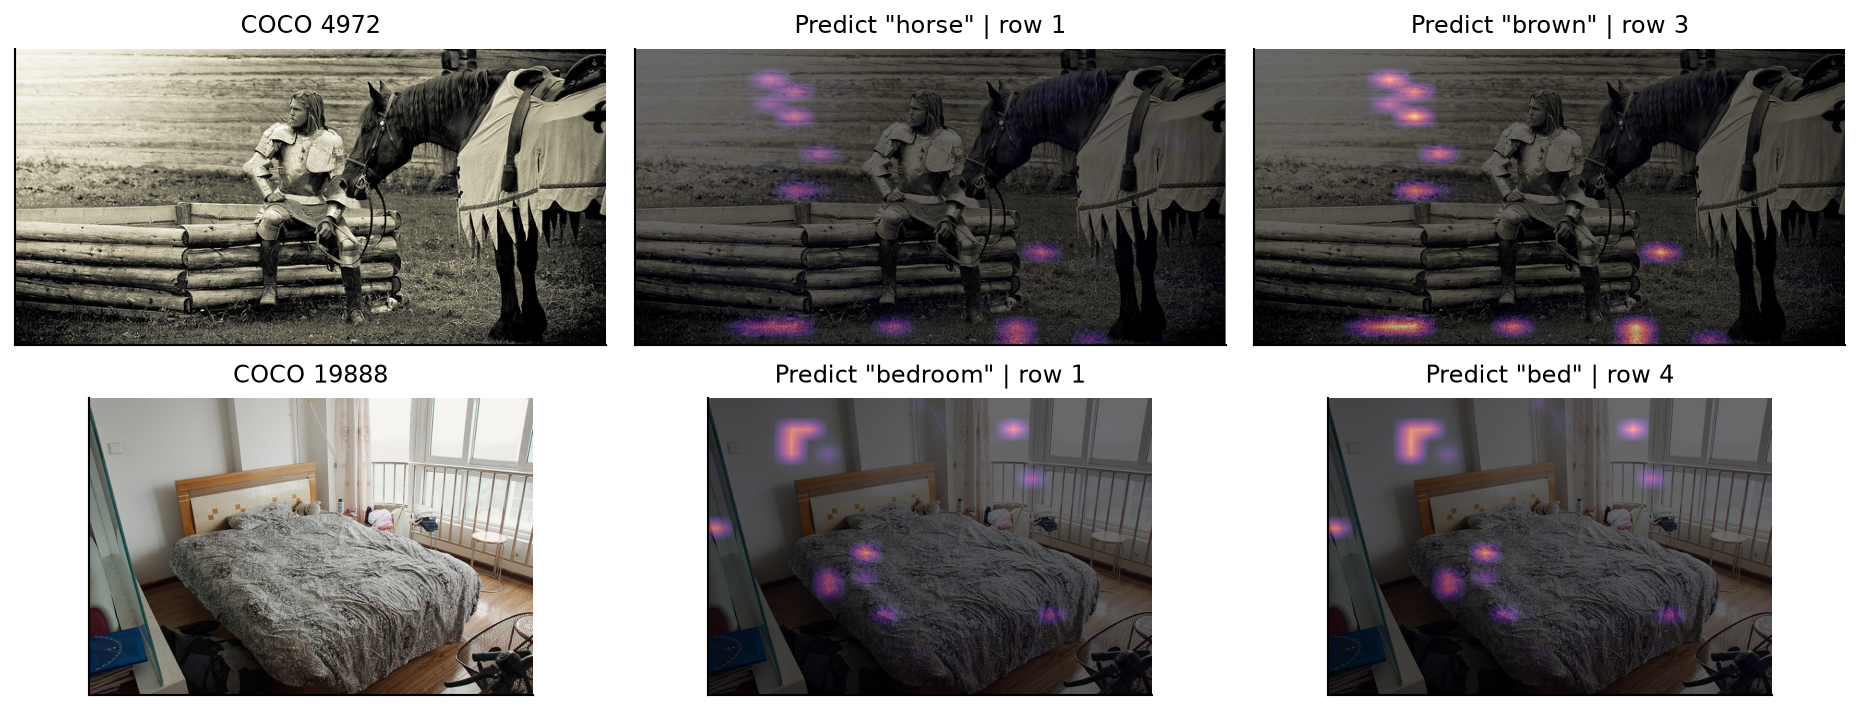 COCO 4972
Predict "horse" | row 1
Predict "brown" | row 3
COCO 19888
Predict "bedroom" | row 1
Predict "bed" | row 4